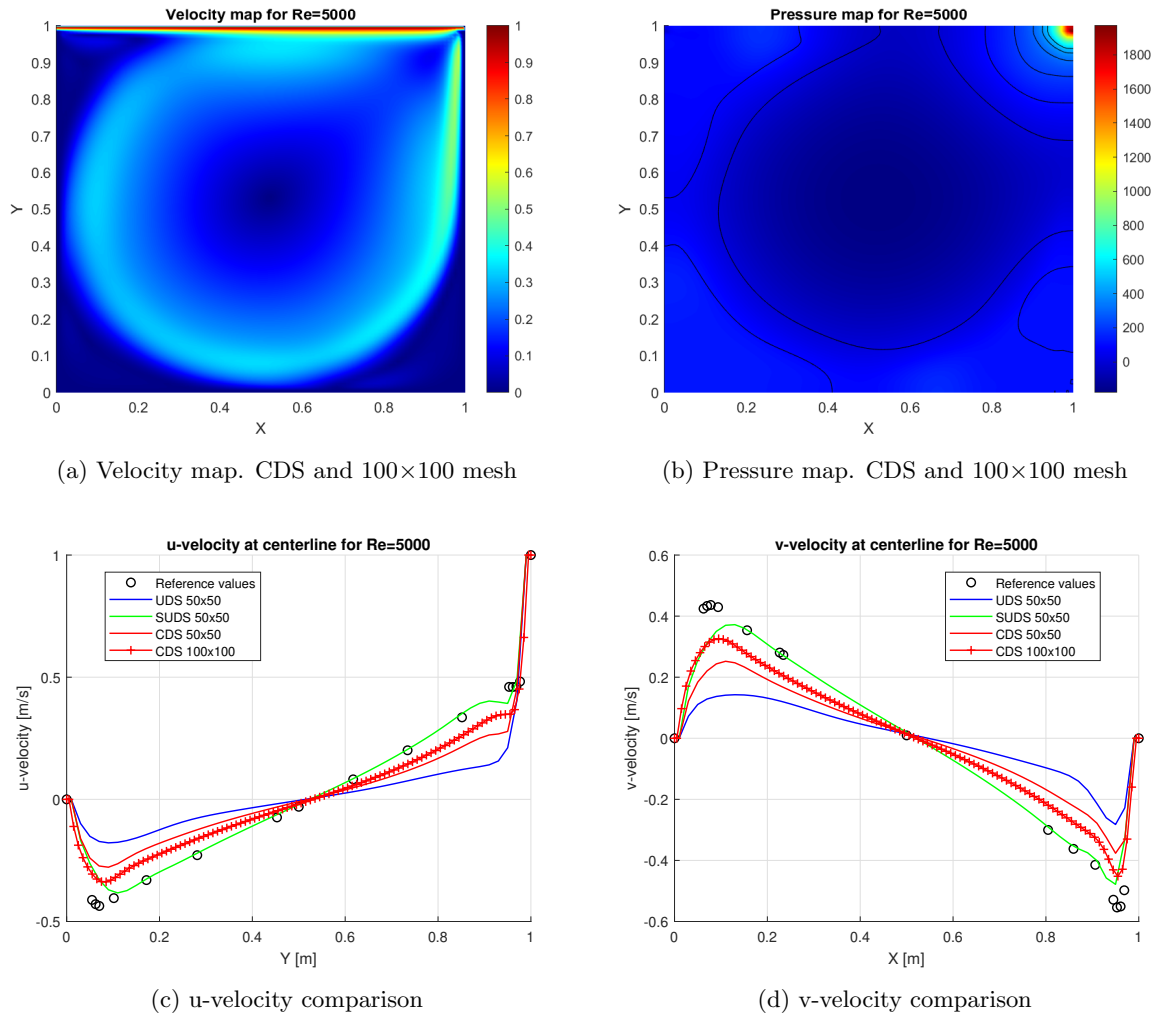 Velocity map for Re=5000
1
0.9
0.8
0.7
0.6
0.5
0.4
0.3
0.2
0.1
0
Y
0 0.2 0.4 0.6 0.8 1
X
1
0.9
0.8
0.7
0.6
0.5
0.4
0.3
0.2
0.1
0
(a) Velocity map. CDS and 100×100 mesh
Pressure map for Re=5000
1
0.9
0.8
0.7
0.6
0.5
0.4
0.3
0.2
0.1
0
Y
0 0.2 0.4 0.6 0.8 1
X
1800
1600
1400
1200
1000
800
600
400
200
0
(b) Pressure map. CDS and 100×100 mesh
u-velocity at centerline for Re=5000
1
0.5
0
-0.5
u-velocity [m/s]
Reference values
UDS 50x50
SUDS 50x50
CDS 50x50
CDS 100x100
0 0.2 0.4 0.6 0.8 1
Y [m]
(c) u-velocity comparison
v-velocity at centerline for Re=5000
0.6
0.4
0.2
0
-0.2
-0.4
-0.6
v-velocity [m/s]
Reference values
UDS 50x50
SUDS 50x50
CDS 50x50
CDS 100x100
0 0.2 0.4 0.6 0.8 1
X [m]
(d) v-velocity comparison